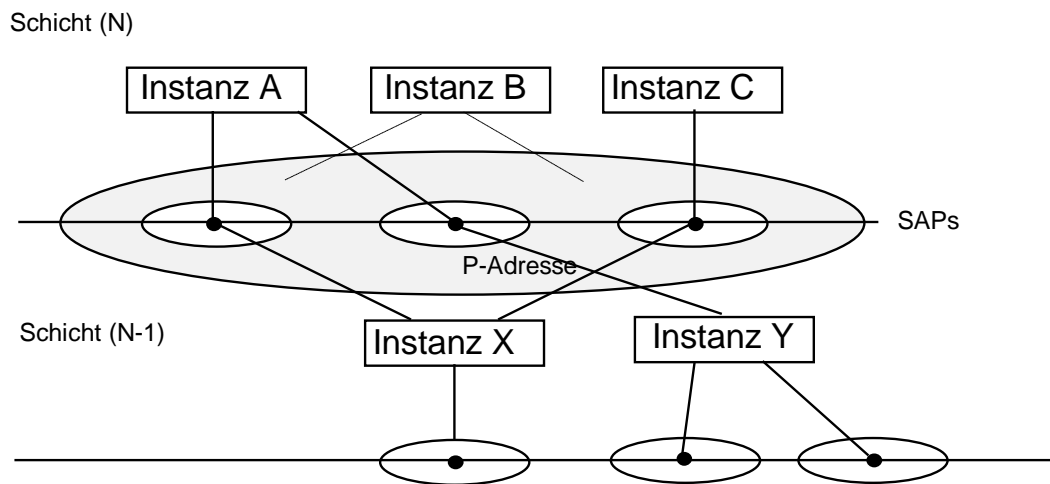 Schicht (N)
Instanz A
Instanz B
Instanz C
SAPs
P-Adresse
Schicht (N-1)
Instanz X
Instanz Y